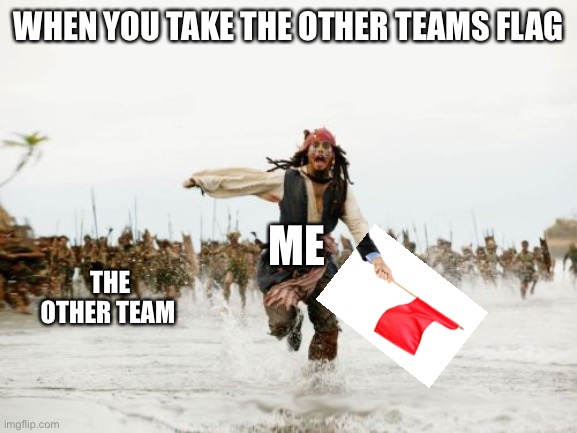 WHEN YOU TAKE THE OTHER TEAMS FLAG
ME
THE
OTHER TEAM
imgflip.com